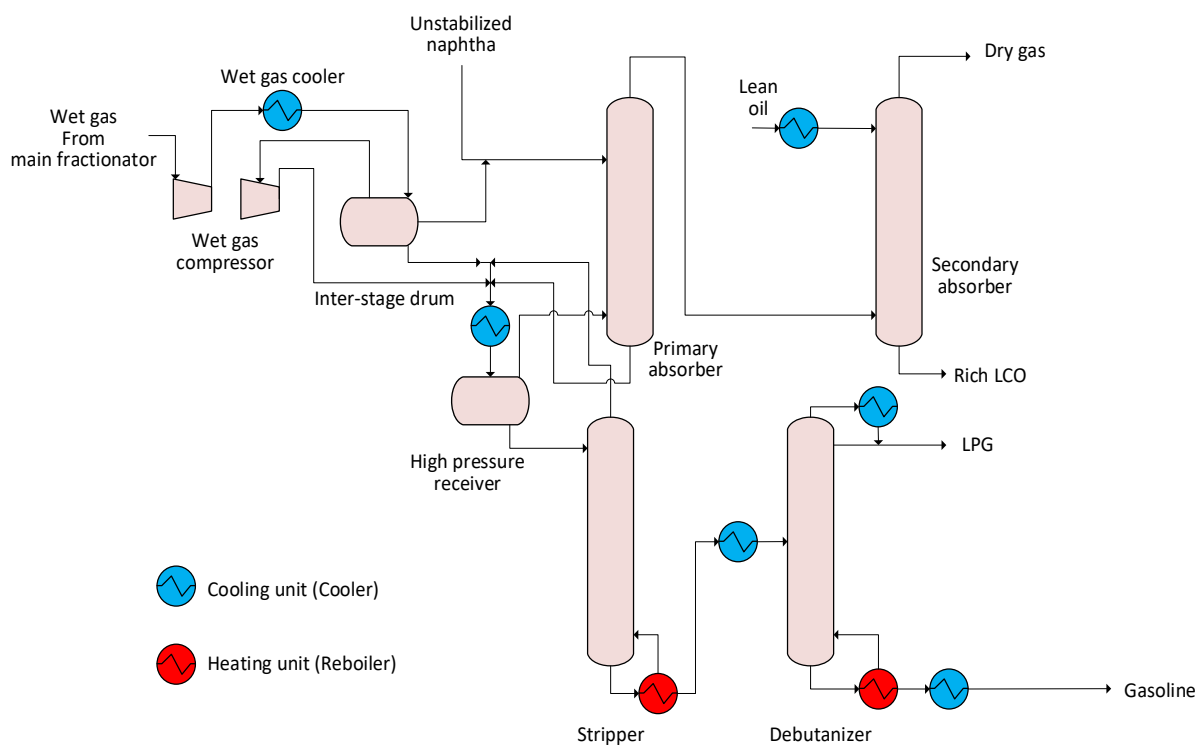 Unstabilized
naphtha
Dry gas
Wet gas cooler
Lean
oil
Wet gas
From
main fractionator
Wet gas
compressor
Secondary
absorber
Inter-stage drum
Primary
absorber
Rich LCO
LPG
High pressure
receiver
Cooling unit (Cooler)
Heating unit (Reboiler)
Gasoline
Stripper
Debutanizer